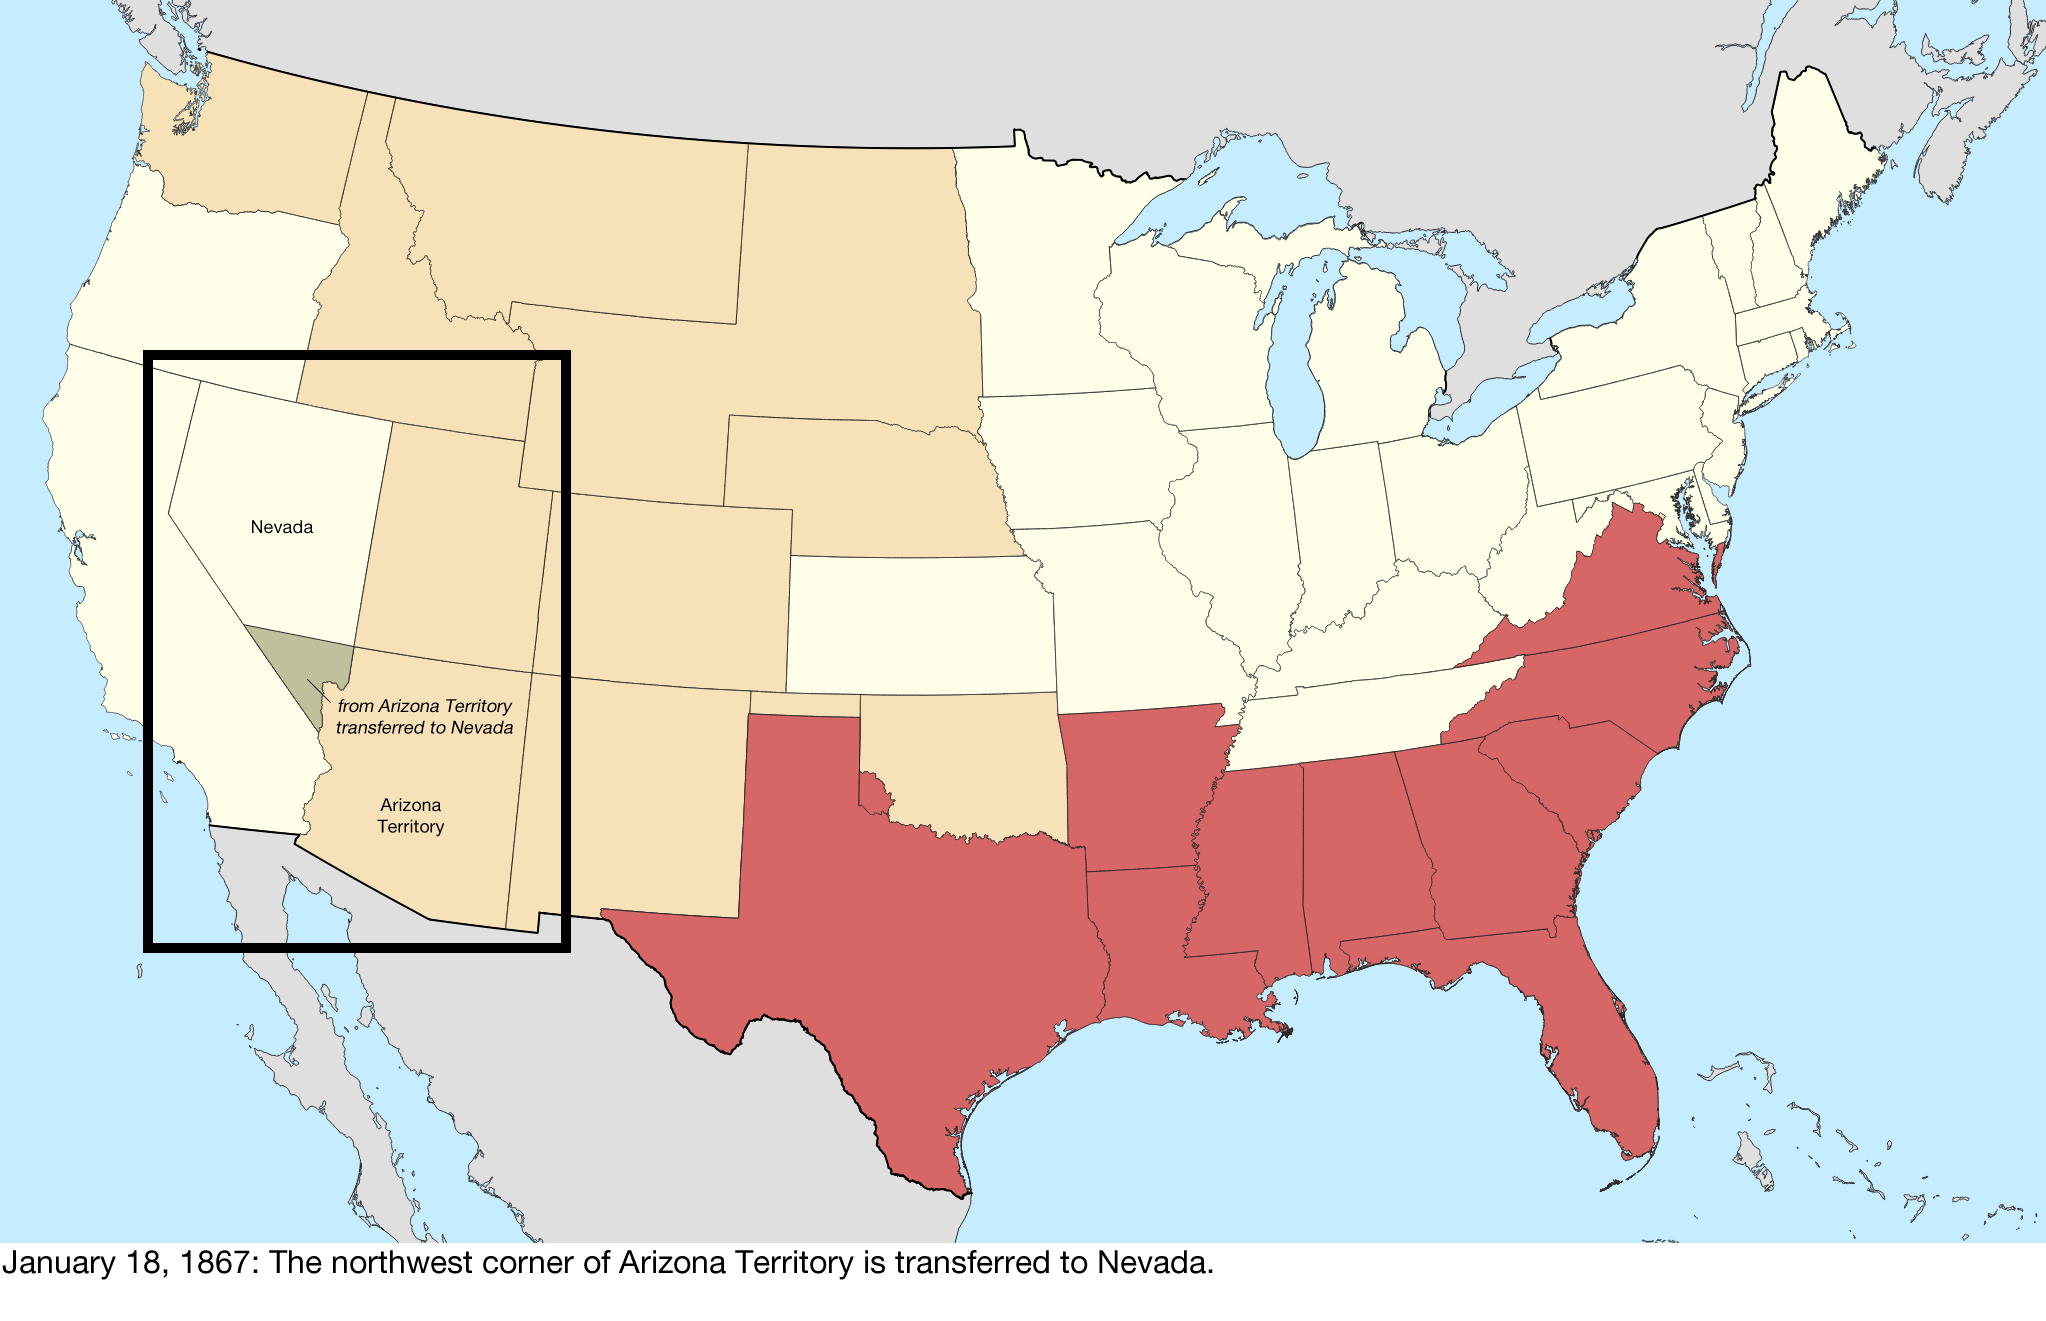 Nevada
from Arizona Territory
transferred to Nevada
Arizona
Territory
January 18, 1867: The northwest corner of Arizona Territory is transferred to Nevada.